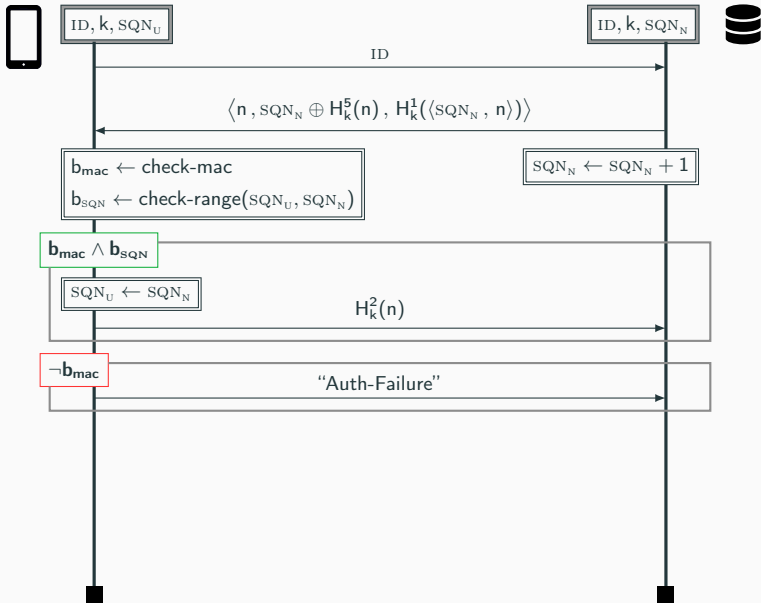 ID, k, SQN_U
ID, k, SQN_N
ID
⟨n , SQN_N ⊕ H^5_k(n) , H^1_k(⟨SQN_N , n⟩)⟩
b_mac ← check-mac
b_SQN ← check-range(SQN_U, SQN_N)
SQN_N ← SQN_N + 1
b_mac ∧ b_SQN
SQN_U ← SQN_N
H^2_k(n)
¬b_mac
“Auth-Failure”